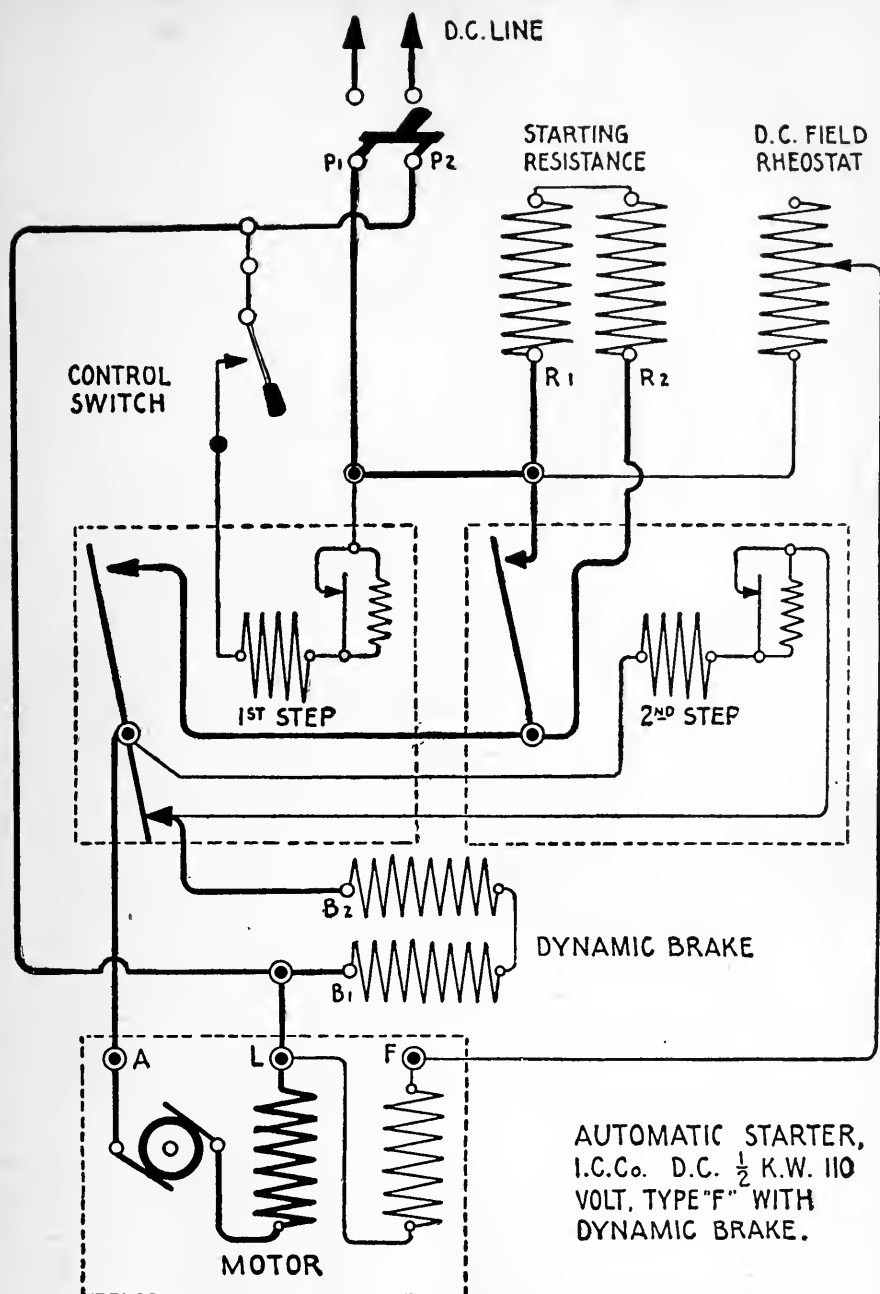 D.C. LINE
P1
P2
STARTING
RESISTANCE
D.C. FIELD
RHEOSTAT
R1
R2
CONTROL
SWITCH
1ST STEP
2ND STEP
B2
B1
DYNAMIC BRAKE
A
L
F
MOTOR
AUTOMATIC STARTER,
I.C.Co. D.C. ½ K.W. 110
VOLT, TYPE "F" WITH
DYNAMIC BRAKE.